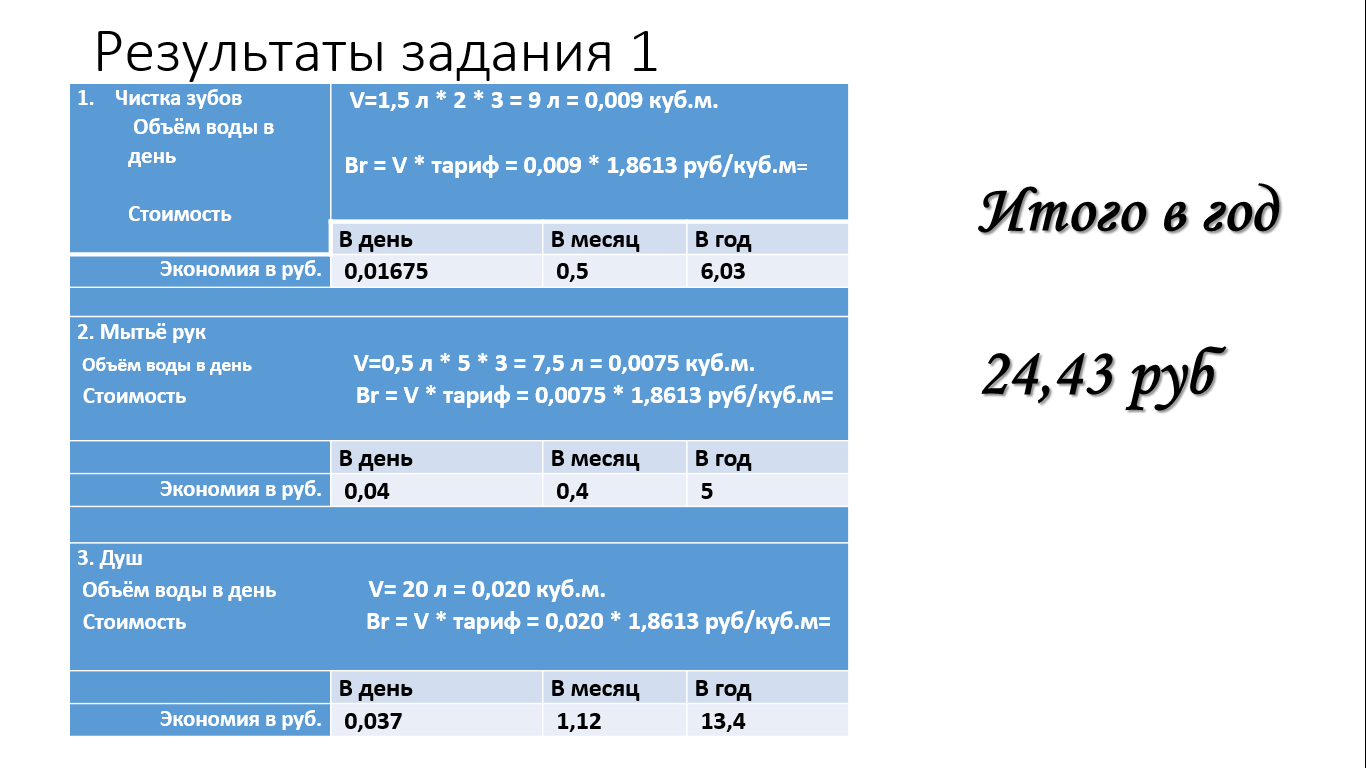 Результаты задания 1
1. Чистка зубов
Объём воды в
день
Стоимость
V=1,5 л * 2 * 3 = 9 л = 0,009 куб.м.
Br = V * тариф = 0,009 * 1,8613 руб/куб.м=
В день В месяц В год
Экономия в руб. 0,01675 0,5 6,03
2. Мытьё рук
Объём воды в день V=0,5 л * 5 * 3 = 7,5 л = 0,0075 куб.м.
Стоимость Br = V * тариф = 0,0075 * 1,8613 руб/куб.м=
В день В месяц В год
Экономия в руб. 0,04 0,4 5
3. Душ
Объём воды в день V= 20 л = 0,020 куб.м.
Стоимость Br = V * тариф = 0,020 * 1,8613 руб/куб.м=
В день В месяц В год
Экономия в руб. 0,037 1,12 13,4
Итого в год
24,43 руб